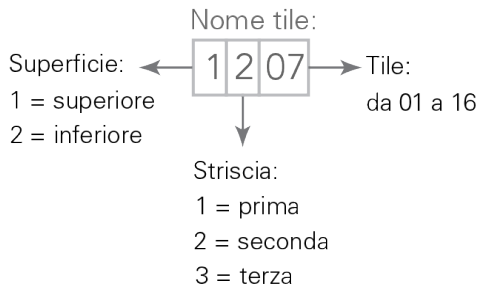 Nome tile:
1 2 07
Superficie:
1 = superiore
2 = inferiore
Tile:
da 01 a 16
Striscia:
1 = prima
2 = seconda
3 = terza